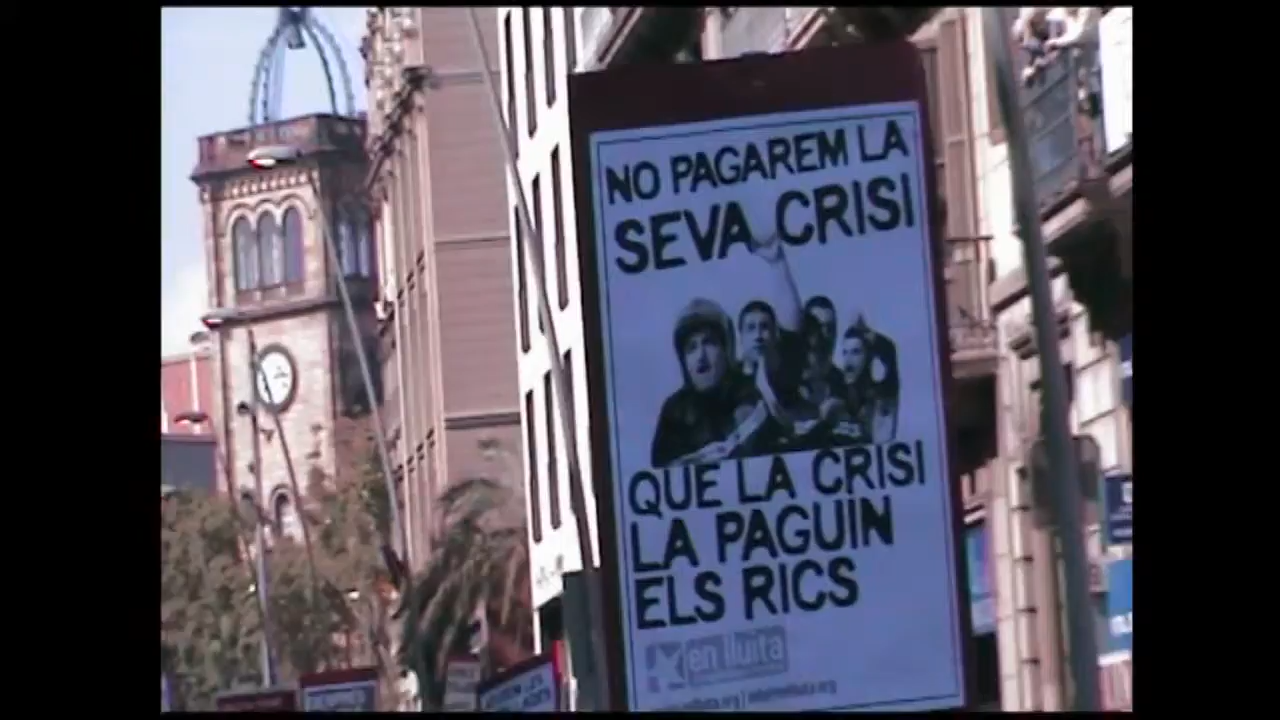 NO PAGAREM LA
SEVA CRISI
QUE LA CRISI
LA PAGUIN
ELS RICS
en lluita